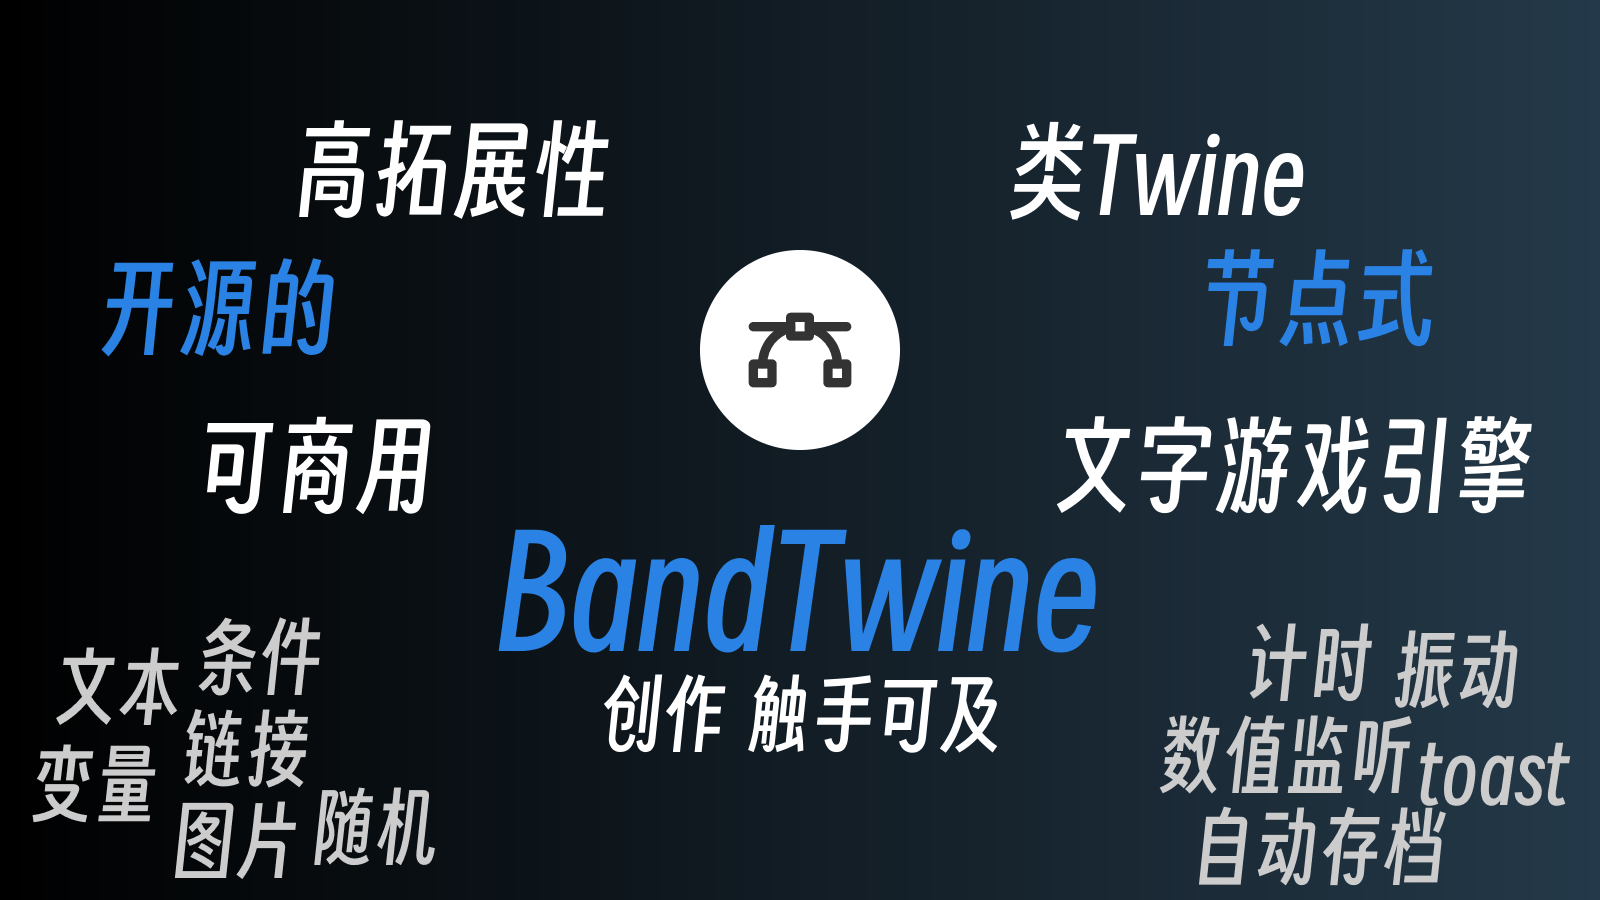 高拓展性
类Twine
开源的
节点式
可商用
文字游戏引擎
BandTwine
创作 触手可及
条件
文本
链接
变量
图片
随机
计时 振动
数值监听 toast
自动存档